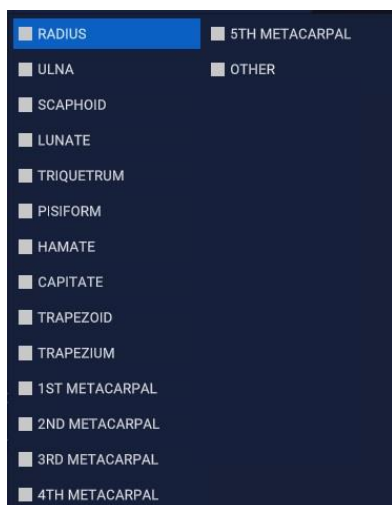 RADIUS
ULNA
SCAPHOID
LUNATE
TRIQUETRUM
PISIFORM
HAMATE
CAPITATE
TRAPEZOID
TRAPEZIUM
1ST METACARPAL
2ND METACARPAL
3RD METACARPAL
4TH METACARPAL
5TH METACARPAL
OTHER